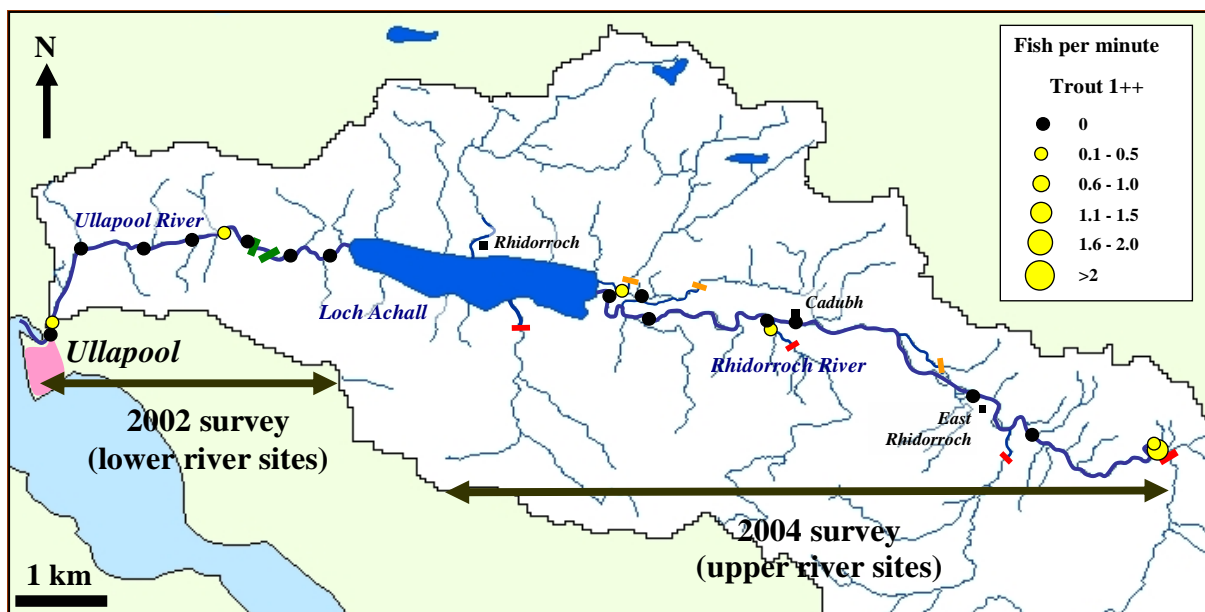 N
Fish per minute
Trout 1++
0
0.1 - 0.5
0.6 - 1.0
1.1 - 1.5
1.6 - 2.0
>2
Ullapool River
Rhidorroch
Loch Achall
Cadubh
Ullapool
Rhidorroch River
2002 survey
(lower river sites)
East
Rhidorroch
2004 survey
(upper river sites)
1 km